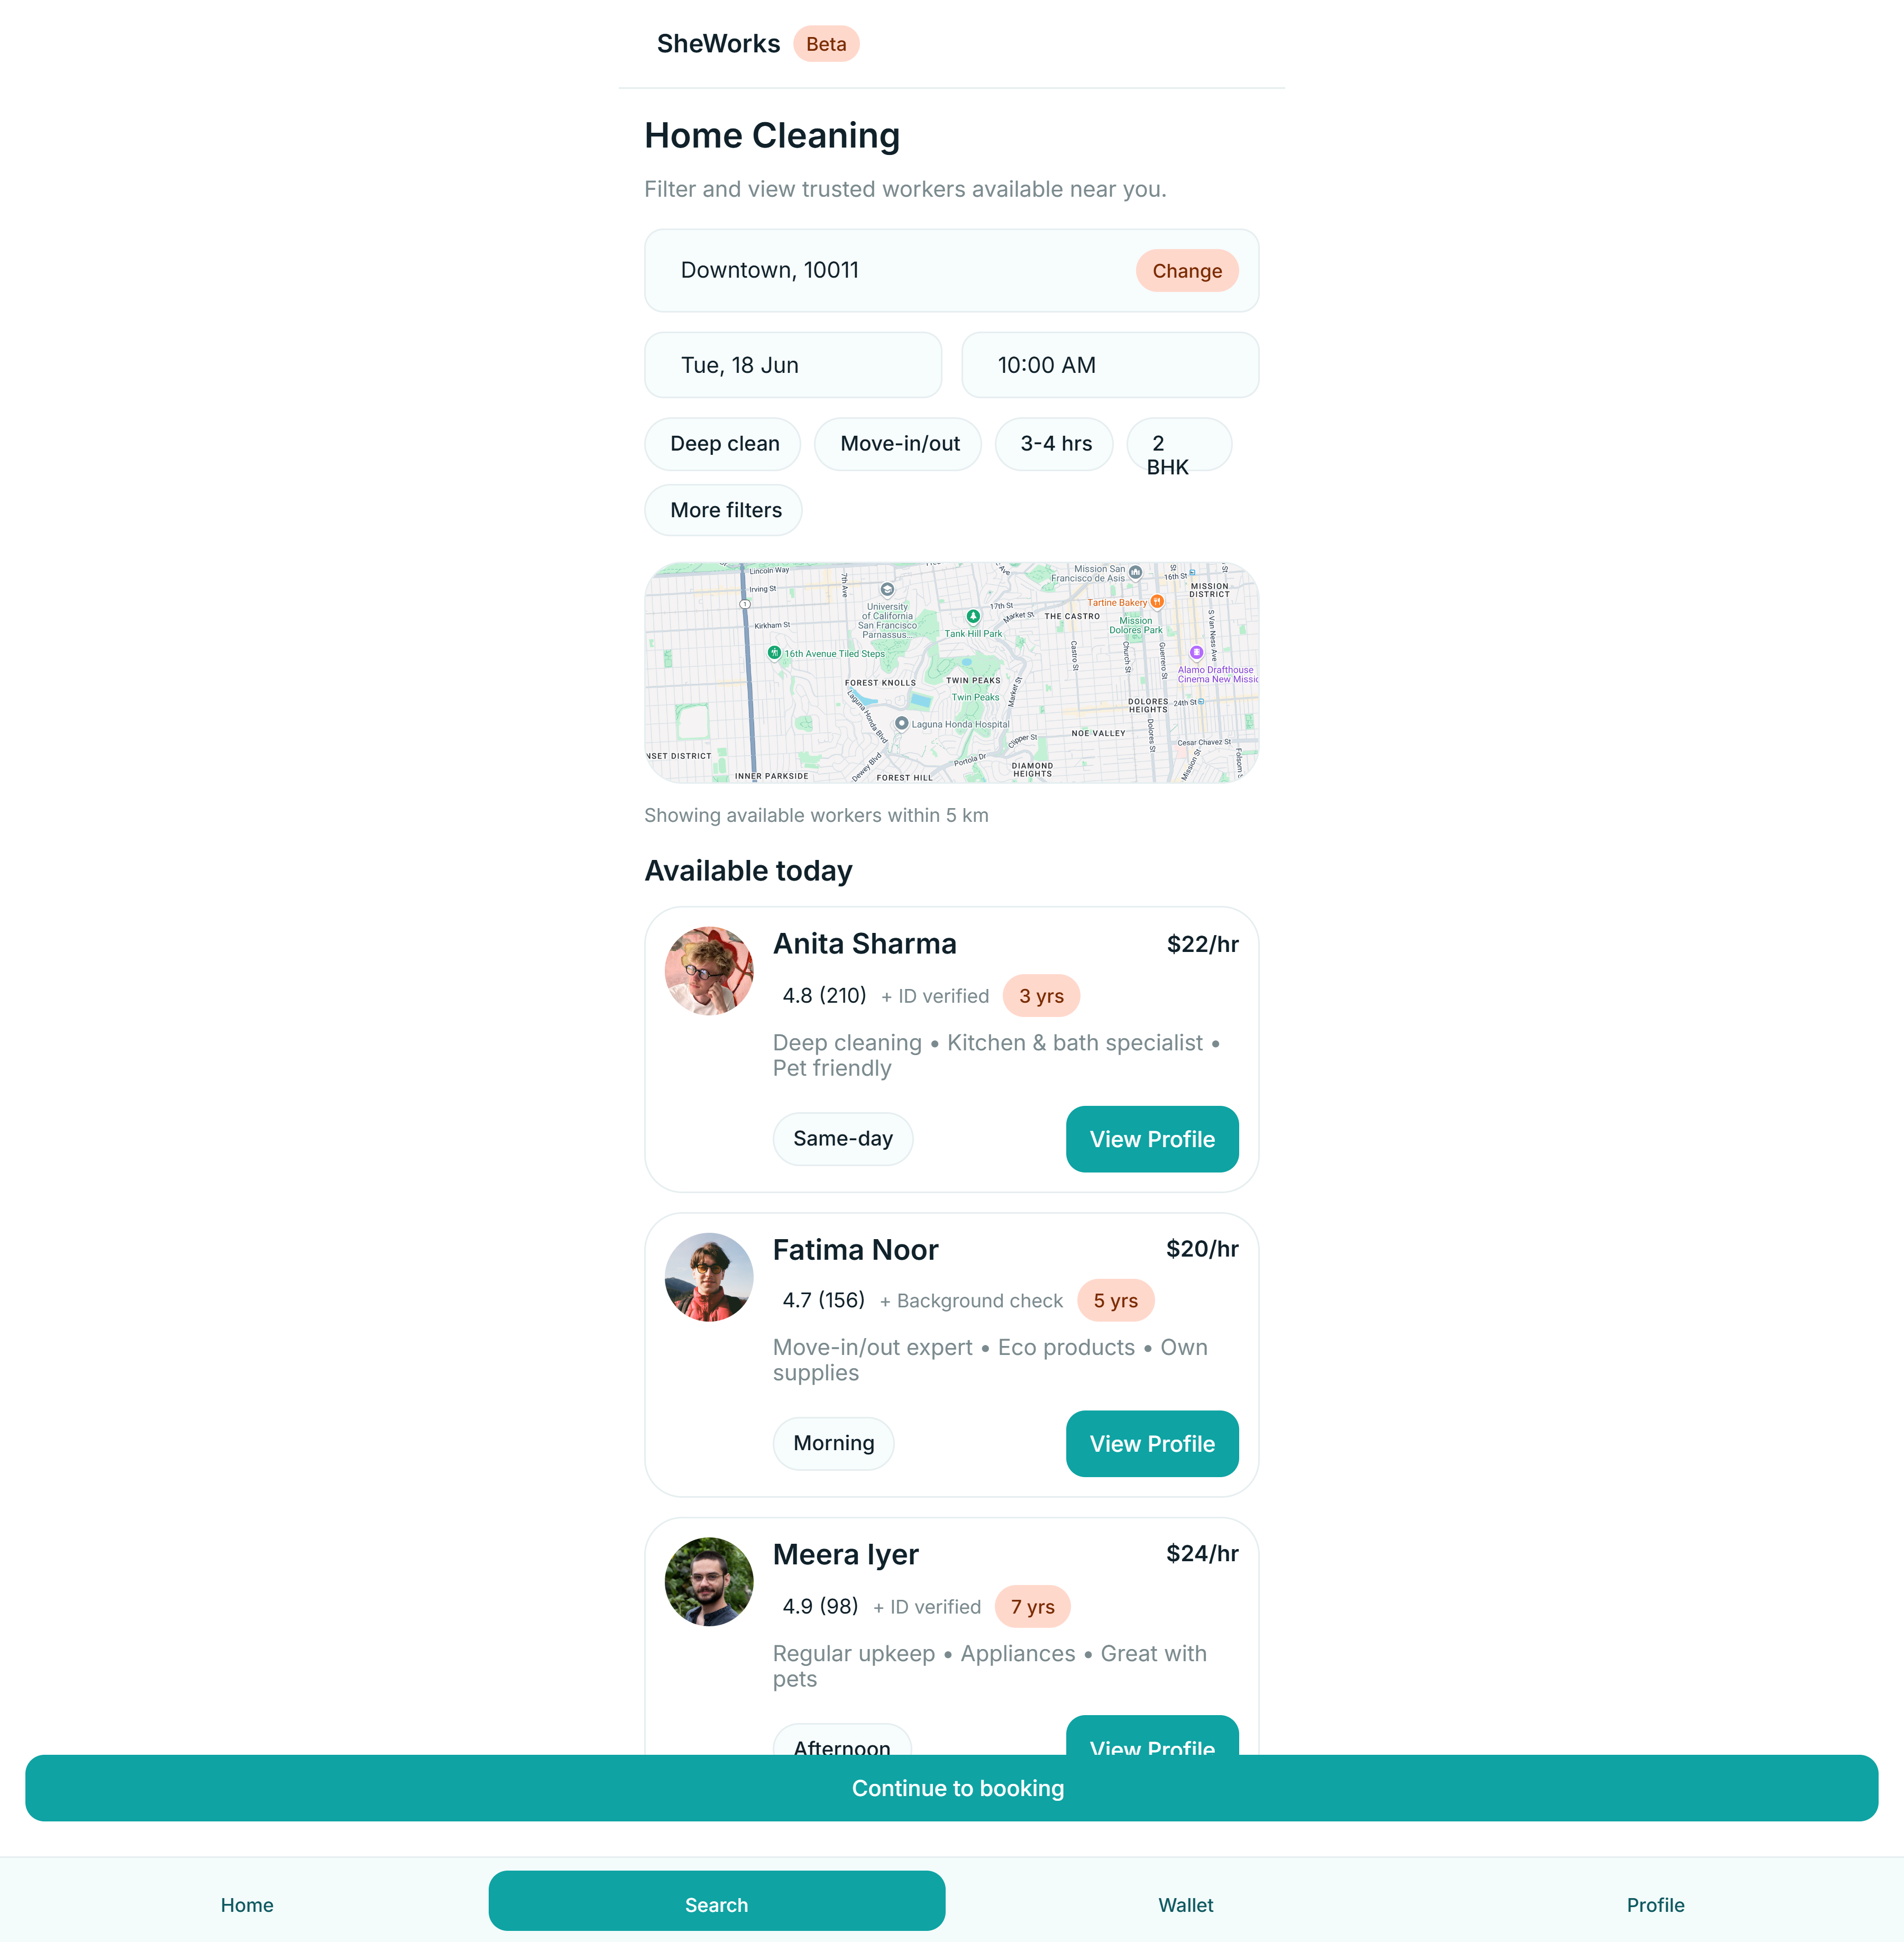 SheWorks Beta
Home Cleaning
Filter and view trusted workers available near you.
Downtown, 10011 Change
Tue, 18 Jun 10:00 AM
Deep clean Move-in/out 3-4 hrs 2
BHK
More filters
Lincoln Way
Irving St
7th Ave
1
Kirkham St
University
of California
San Francisco
Parnassus...
17th St
Market St
Tank Hill Park
THE CASTRO
Mission San
Francisco de Asis
16th St
MISSION
DISTRICT
Tartine Bakery
Mission
Dolores Park
S Van Ness Ave
16th Avenue Tiled Steps
Castro St
Church St
Guerrero St
Alamo Drafthouse
Cinema New Missio
FOREST KNOLLS
TWIN PEAKS
Twin Peaks
Market St
Laguna Honda Blvd
DOLORES
HEIGHTS
24th St
Laguna Honda Hospital
NOE VALLEY
Dolores St
Cesar Chavez St
Clipper St
NSET DISTRICT
Portola Dr
Dewey Blvd
Mission St
Folsom S
DIAMOND
HEIGHTS
INNER PARKSIDE
FOREST HILL
Showing available workers within 5 km
Available today
Anita Sharma $22/hr
4.8 (210) + ID verified 3 yrs
Deep cleaning • Kitchen & bath specialist •
Pet friendly
Same-day View Profile
Fatima Noor $20/hr
4.7 (156) + Background check 5 yrs
Move-in/out expert • Eco products • Own
supplies
Morning View Profile
Meera Iyer $24/hr
4.9 (98) + ID verified 7 yrs
Regular upkeep • Appliances • Great with
pets
Afternoon View Profile
Continue to booking
Home Search Wallet Profile